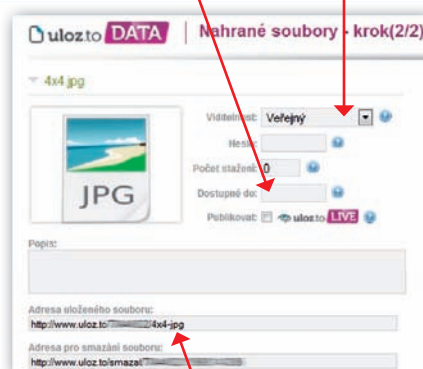 uloz.to DATA | Nahrané soubory - krok(2/2)
4x4 jpg
JPG
Viditelnost: Veřejný
Heslo:
Počet stažení: 0
Dostupné do:
Publikovat: uloz.to LIVE
Popis:
Adresa uloženého souboru:
http://www.uloz.to/ /4x4-jpg
Adresa pro smazání souboru:
http://www.uloz.to/smazat/